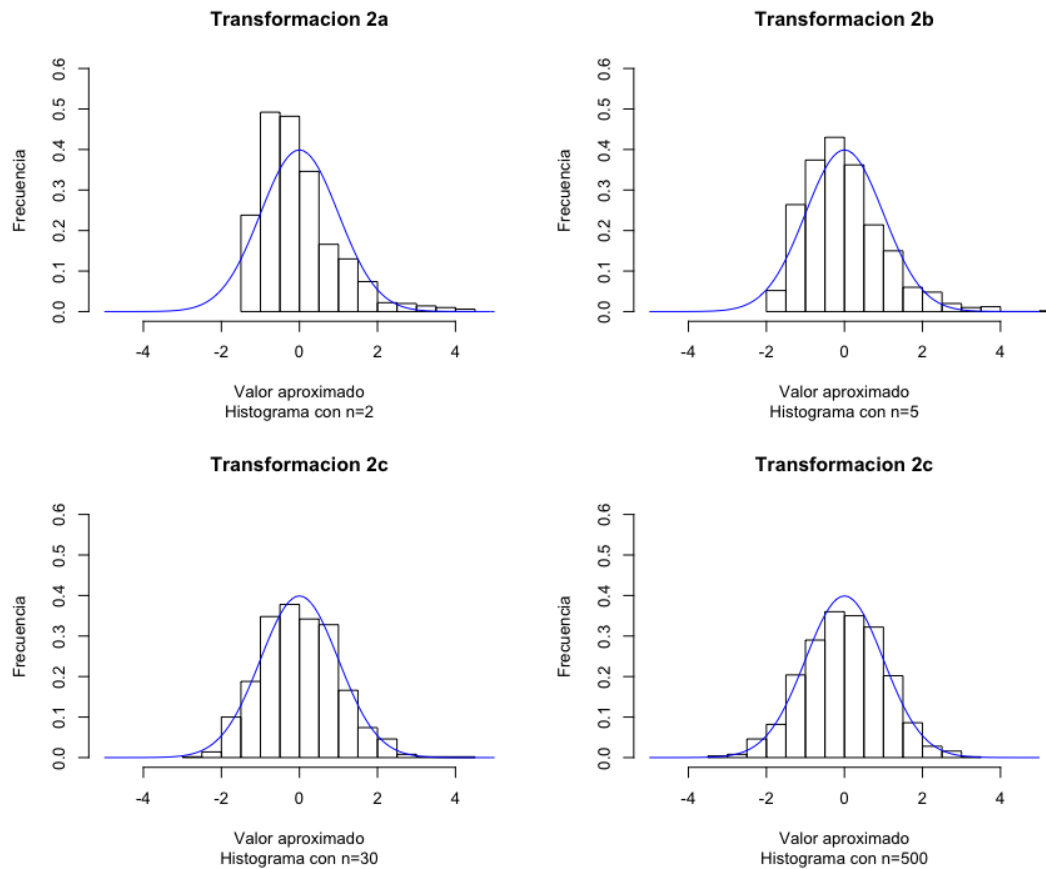 Transformacion 2a
0.6
0.5
0.4
0.3
0.2
0.1
0.0
Frecuencia
-4 -2 0 2 4
Valor aproximado
Histograma con n=2
Transformacion 2b
0.6
0.5
0.4
0.3
0.2
0.1
0.0
Frecuencia
-4 -2 0 2 4
Valor aproximado
Histograma con n=5
Transformacion 2c
0.6
0.5
0.4
0.3
0.2
0.1
0.0
Frecuencia
-4 -2 0 2 4
Valor aproximado
Histograma con n=30
Transformacion 2c
0.6
0.5
0.4
0.3
0.2
0.1
0.0
Frecuencia
-4 -2 0 2 4
Valor aproximado
Histograma con n=500